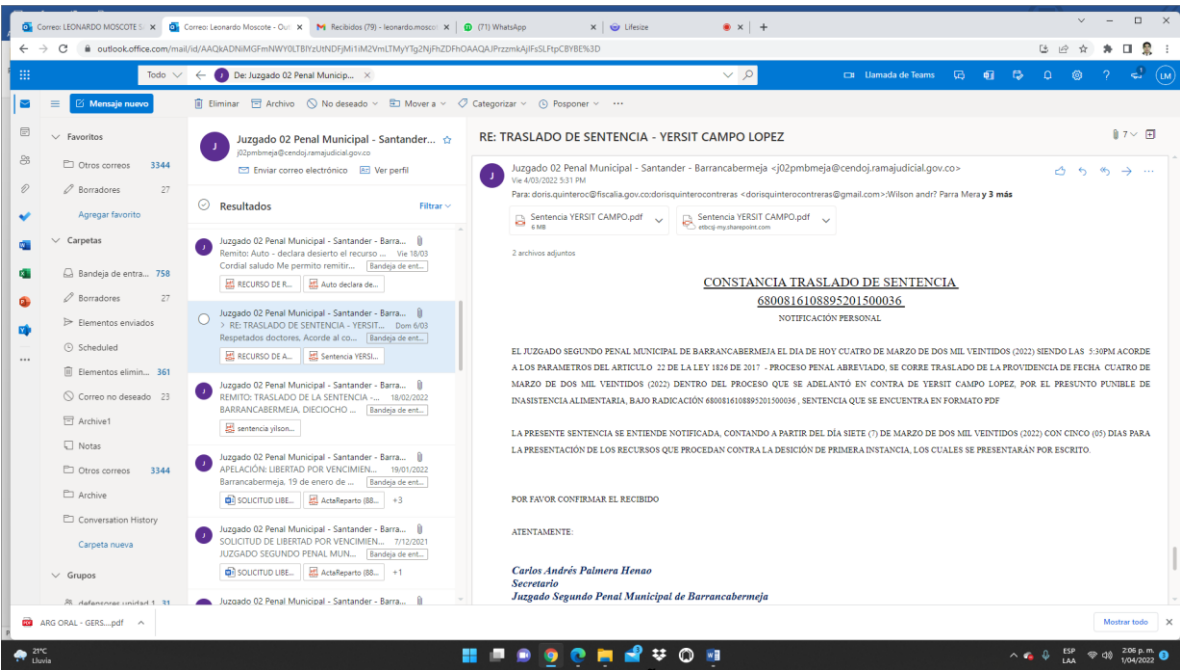 Correo: LEONARDO MOSCOTE S
Correo: Leonardo Moscote - Out
Recibidos (79) - leonardo.moscot
(71) WhatsApp
Lifesize
outlook.office.com/mail/id/
Todo
De: Juzgado 02 Penal Municip...
Llamada de Teams
LM
Mensaje nuevo
Eliminar
Archivo
No deseado
Mover a
Categorizar
Posponer
Favoritos
Otros correos 3344
Borradores 27
Agregar favorito
Carpetas
Bandeja de entra... 758
Borradores 27
Elementos enviados
Scheduled
Elementos elimin... 361
Correo no deseado 23
Archive1
Notas
Otros correos 3344
Archive
Conversation History
Carpeta nueva
Grupos
defensores unidad 1 31
J
Juzgado 02 Penal Municipal - Santander...
j02pmbmeja@cendoj.ramajudicial.gov.co
Enviar correo electrónico
Ver perfil
Resultados
Filtrar
Juzgado 02 Penal Municipal - Santander - Barra...
Remito: Auto - declara desierto el recurso ... Vie 18/03
Cordial saludo Me permito remitir... Bandeja de ent...
RECURSO DE R...
Auto declara de...
Juzgado 02 Penal Municipal - Santander - Barra...
> RE: TRASLADO DE SENTENCIA - YERSIT... Dom 6/03
Respetados doctores, Acorde al co... Bandeja de ent...
RECURSO DE A...
Sentencia YERSI...
Juzgado 02 Penal Municipal - Santander - Barra...
REMITO: TRASLADO DE LA SENTENCIA -... 18/02/2022
BARRANCABERMEJA, DIECIOCHO ... Bandeja de ent...
sentencia yilson...
Juzgado 02 Penal Municipal - Santander - Barra...
APELACIÓN: LIBERTAD POR VENCIMIEN... 19/01/2022
Barrancabermeja. 19 de enero de ... Bandeja de ent...
SOLICITUD LIBE...
ActaReparto (88...
+3
Juzgado 02 Penal Municipal - Santander - Barra...
SOLICITUD DE LIBERTAD POR VENCIMIEN... 7/12/2021
JUZGADO SEGUNDO PENAL MUN... Bandeja de ent...
SOLICITUD LIBE...
ActaReparto (88...
+1
Juzgado 02 Penal Municipal - Santander - Barra...
RE: TRASLADO DE SENTENCIA - YERSIT CAMPO LOPEZ
7
Juzgado 02 Penal Municipal - Santander - Barrancabermeja <j02pmbmeja@cendoj.ramajudicial.gov.co>
Vie 4/03/2022 5:31 PM
Para: doris.quinteroc@fiscalia.gov.co;dorisquinterocontreras <dorisquinterocontreras@gmail.com>;Wilson andr? Parra Mera y 3 más
Sentencia YERSIT CAMPO.pdf
6 MB
Sentencia YERSIT CAMPO.pdf
etbcsj-my.sharepoint.com
2 archivos adjuntos
CONSTANCIA TRASLADO DE SENTENCIA
6800816108895201500036
NOTIFICACIÓN PERSONAL
EL JUZGADO SEGUNDO PENAL MUNICIPAL DE BARRANCABERMEJA EL DIA DE HOY CUATRO DE MARZO DE DOS MIL VEINTIDOS (2022) SIENDO LAS 5:30PM ACORDE
A LOS PARAMETROS DEL ARTICULO 22 DE LA LEY 1826 DE 2017 - PROCESO PENAL ABREVIADO, SE CORRE TRASLADO DE LA PROVIDENCIA DE FECHA CUATRO DE
MARZO DE DOS MIL VEINTIDOS (2022) DENTRO DEL PROCESO QUE SE ADELANTÓ EN CONTRA DE YERSIT CAMPO LOPEZ, POR EL PRESUNTO PUNIBLE DE
INASISTENCIA ALIMENTARIA, BAJO RADICACIÓN 6800816108895201500036 , SENTENCIA QUE SE ENCUENTRA EN FORMATO PDF
LA PRESENTE SENTENCIA SE ENTIENDE NOTIFICADA, CONTANDO A PARTIR DEL DÍA SIETE (7) DE MARZO DE DOS MIL VEINTIDOS (2022) CON CINCO (05) DIAS PARA
LA PRESENTACIÓN DE LOS RECURSOS QUE PROCEDAN CONTRA LA DESICIÓN DE PRIMERA INSTANCIA, LOS CUALES SE PRESENTARÁN POR ESCRITO.
POR FAVOR CONFIRMAR EL RECIBIDO
ATENTAMENTE:
Carlos Andrés Palmera Henao
Secretario
Juzgado Segundo Penal Municipal de Barrancabermeja
ARG ORAL - GERS....pdf
Mostrar todo
21°C
Lluvia
ESP
LAA
2:06 p. m.
1/04/2022